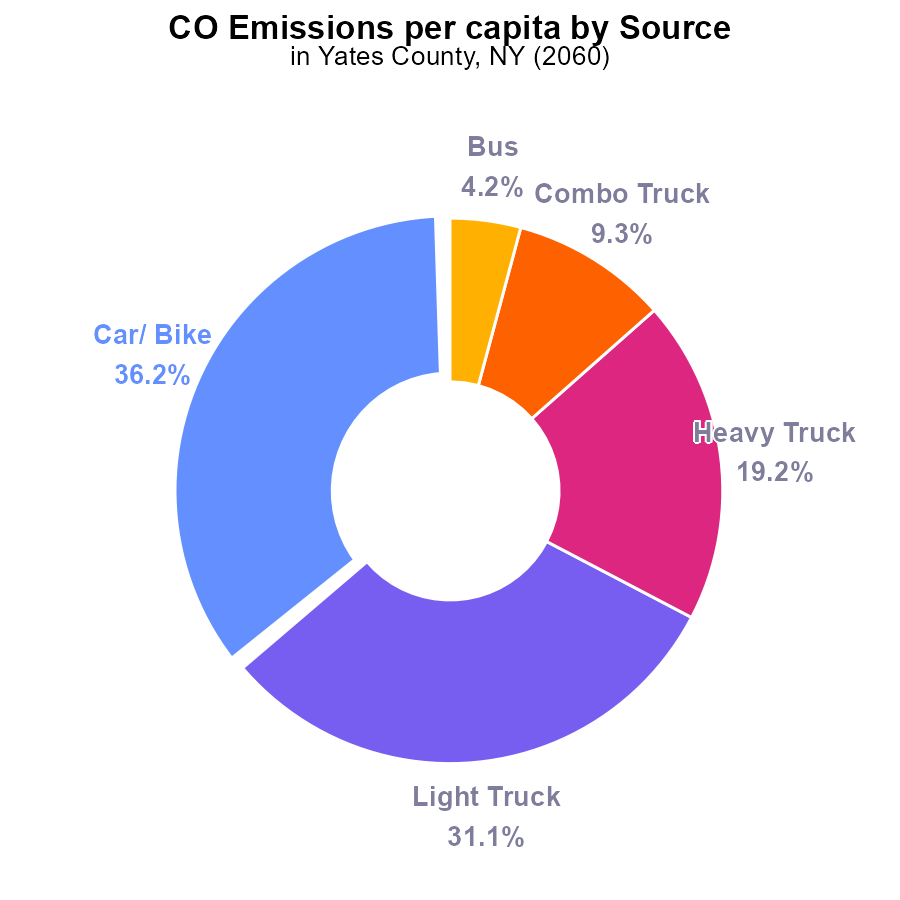 CO Emissions per capita by Source
in Yates County, NY (2060)
Bus
4.2%
Combo Truck
9.3%
Car/ Bike
36.2%
Heavy Truck
19.2%
Light Truck
31.1%